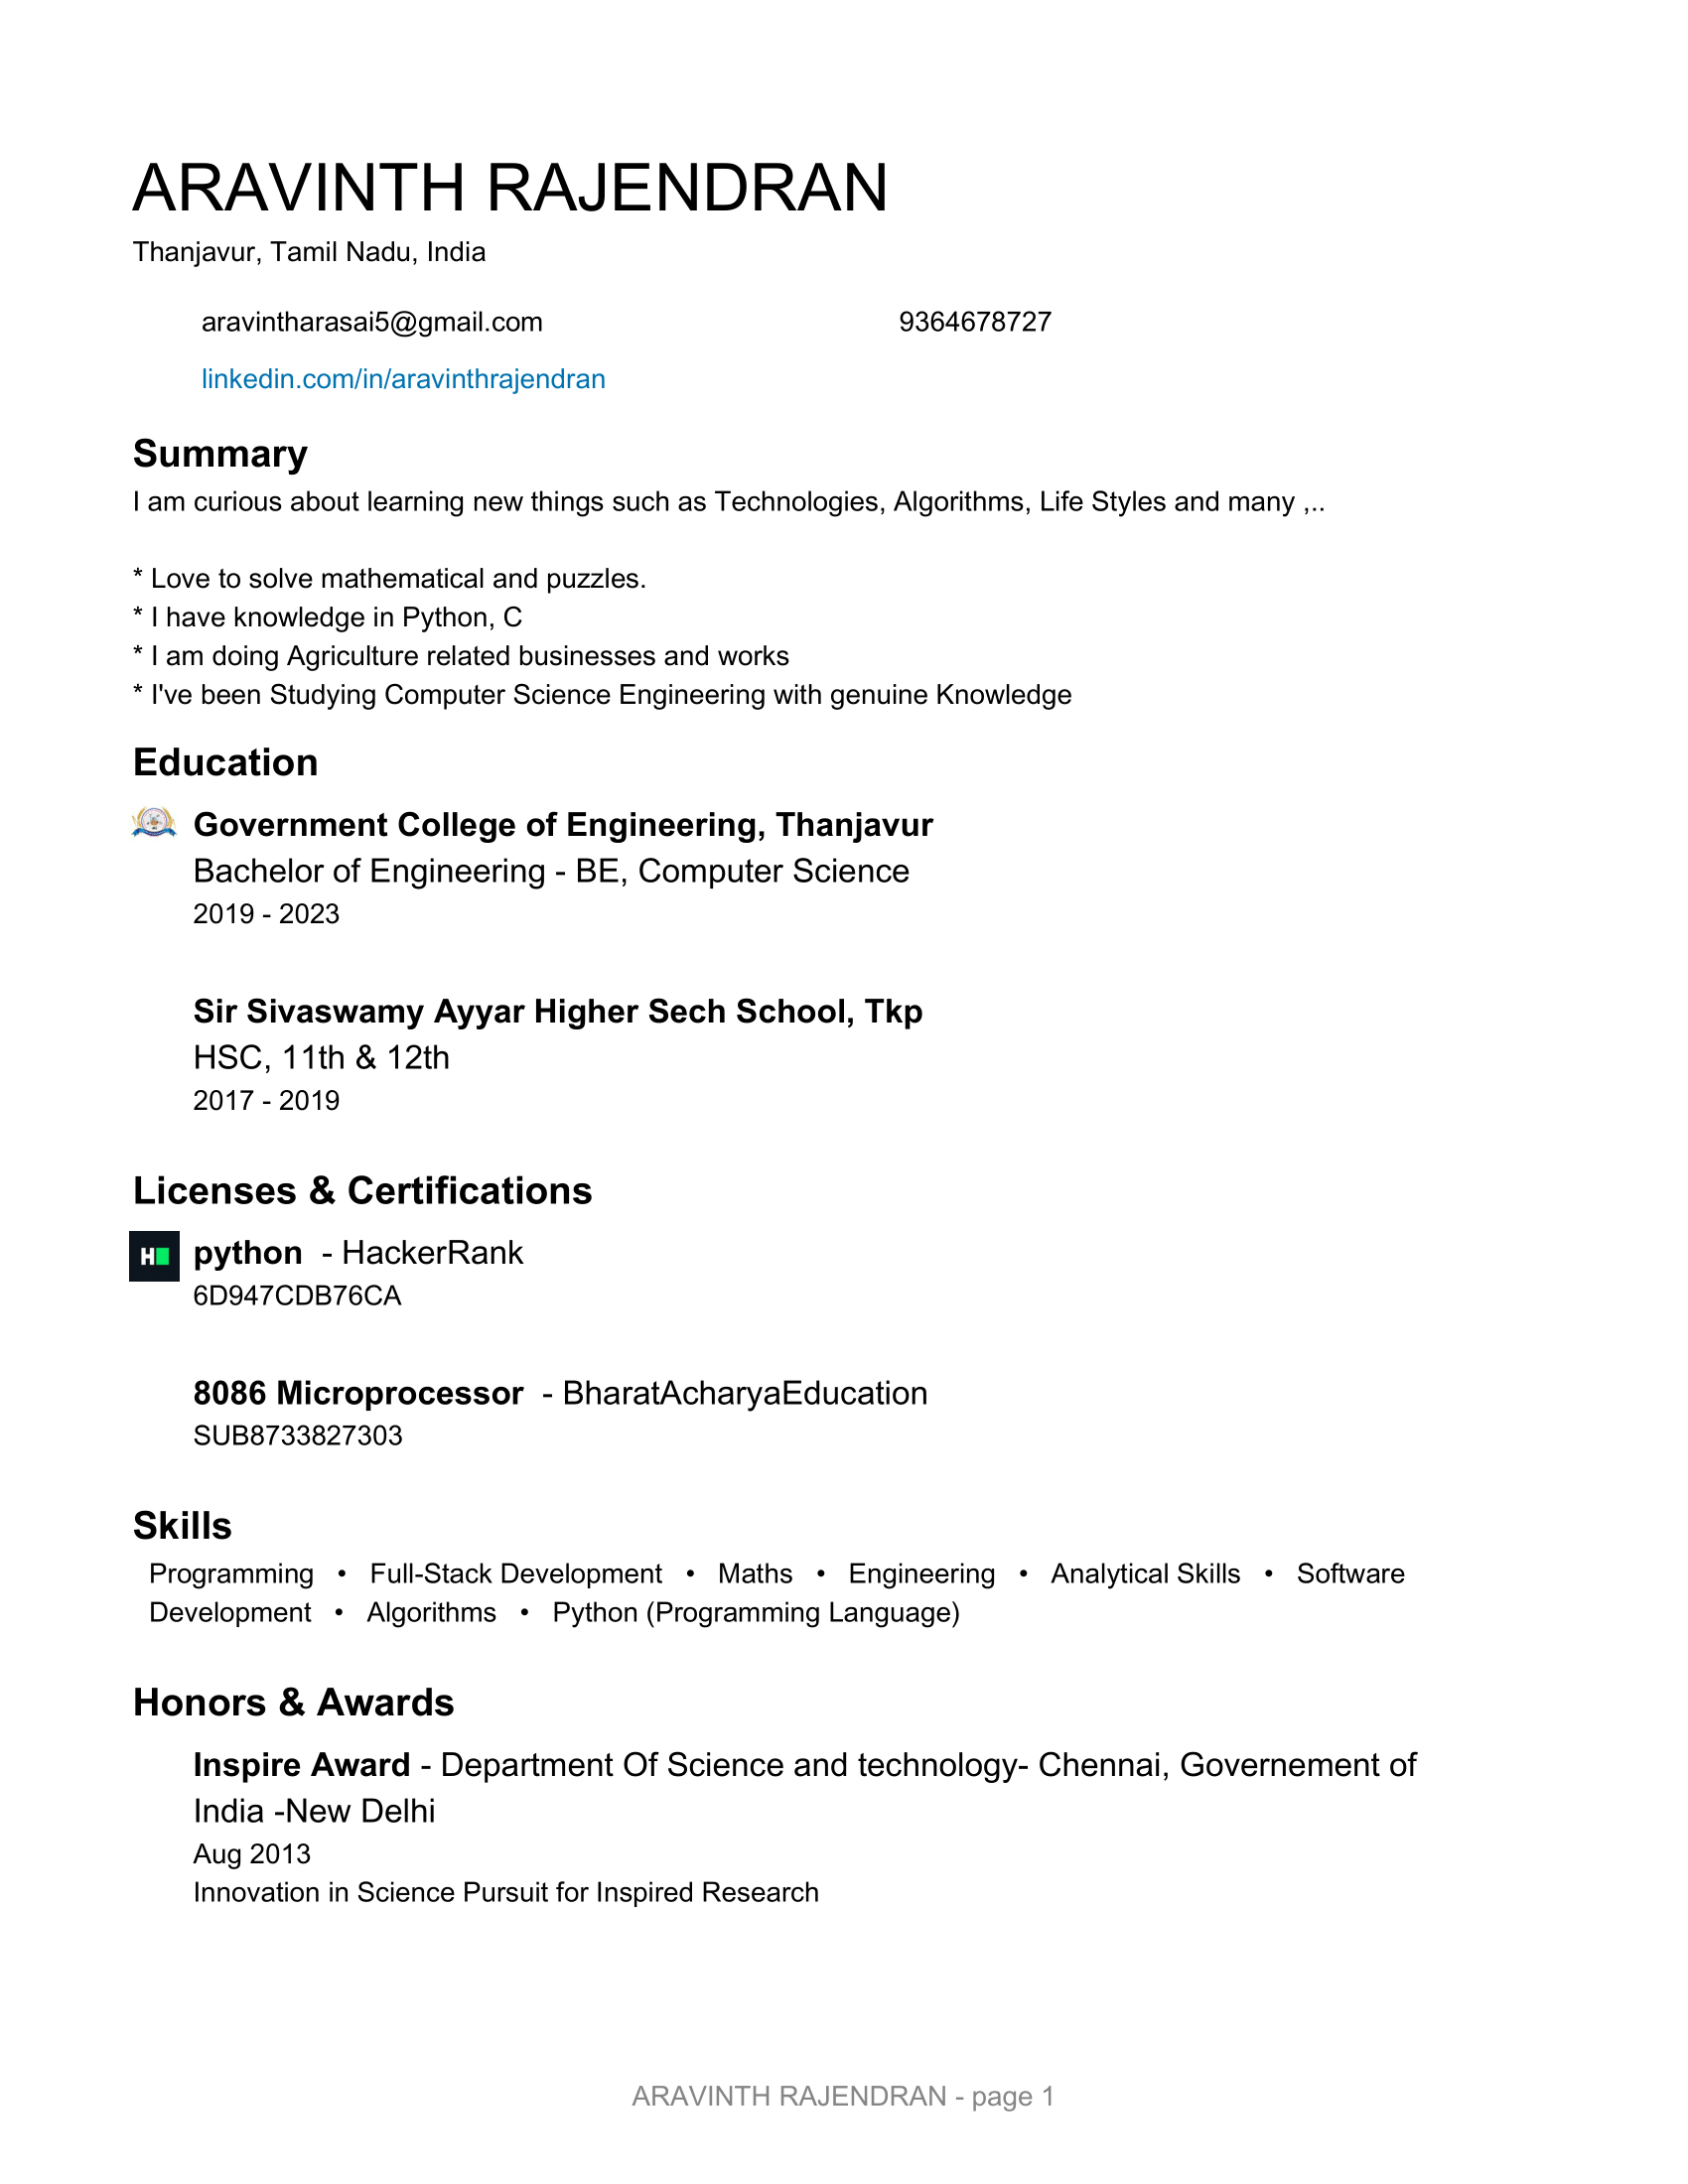 ARAVINTH RAJENDRAN
Thanjavur, Tamil Nadu, India
aravintharasai5@gmail.com 9364678727
linkedin.com/in/aravinthrajendran
Summary
I am curious about learning new things such as Technologies, Algorithms, Life Styles and many ,..
* Love to solve mathematical and puzzles.
* I have knowledge in Python, C
* I am doing Agriculture related businesses and works
* I've been Studying Computer Science Engineering with genuine Knowledge
Education
Government College of Engineering, Thanjavur
Bachelor of Engineering - BE, Computer Science
2019 - 2023
Sir Sivaswamy Ayyar Higher Sech School, Tkp
HSC, 11th & 12th
2017 - 2019
Licenses & Certifications
H python - HackerRank
6D947CDB76CA
8086 Microprocessor - BharatAcharyaEducation
SUB8733827303
Skills
Programming • Full-Stack Development • Maths • Engineering • Analytical Skills • Software
Development • Algorithms • Python (Programming Language)
Honors & Awards
Inspire Award - Department Of Science and technology- Chennai, Governement of
India -New Delhi
Aug 2013
Innovation in Science Pursuit for Inspired Research
ARAVINTH RAJENDRAN - page 1